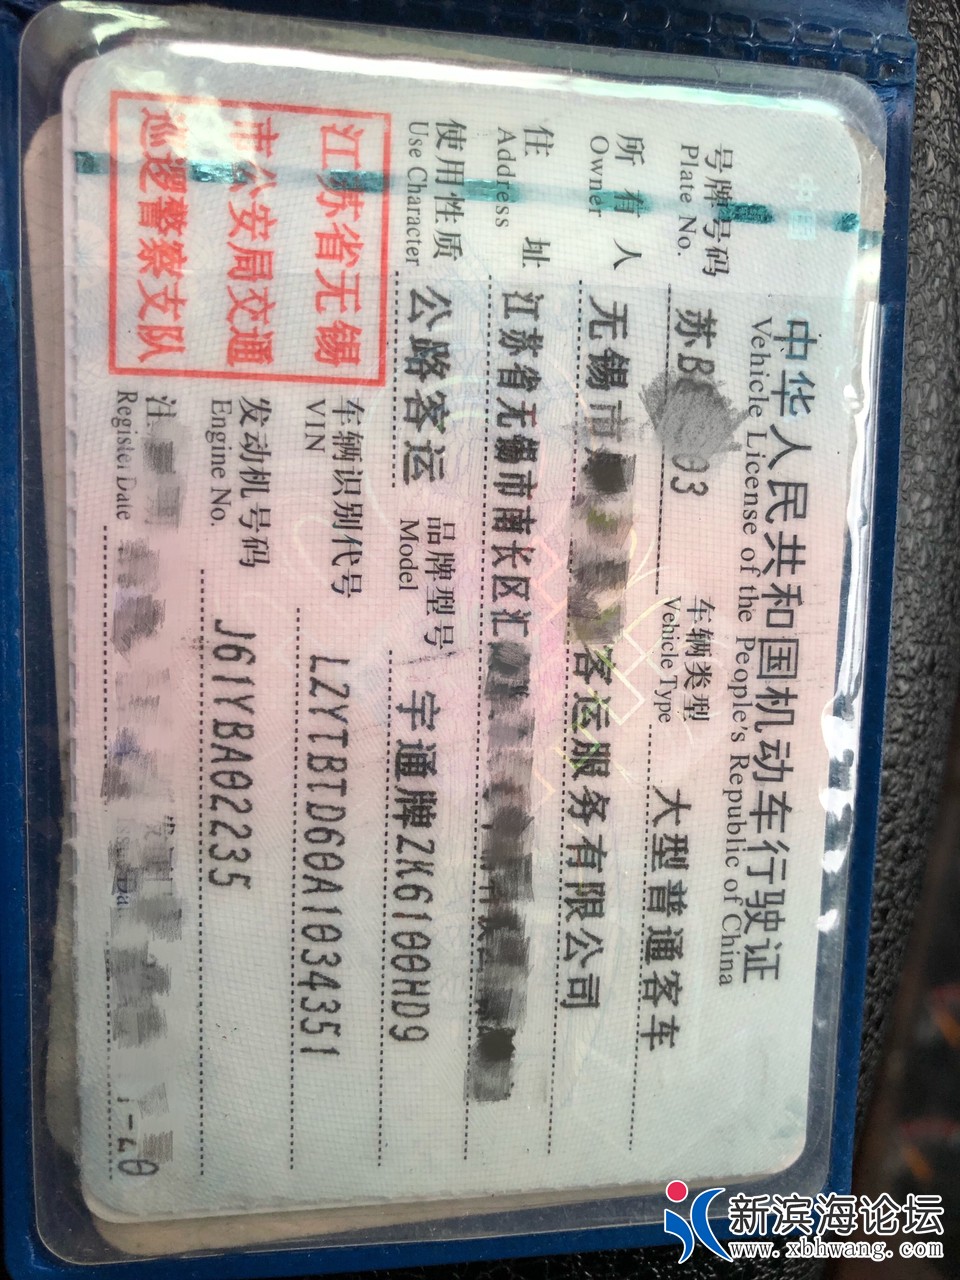 中华人民共和国机动车行驶证
Vehicle License of the People's Republic of China
号牌号码 苏B 03 车辆类型 大型普通客车
Plate No. Vehicle Type
所有人 无锡市 客运服务有限公司
Owner
住址 江苏省无锡市南长区汇
Address
使用性质 公路客运 品牌型号 宇通牌ZK6100HD9
Use Character Model
江苏省无锡
市公安局交通
巡逻警察支队
车辆识别代号 LZYTBTD60A1034351
VIN
发动机号码 J61YBA02235
Engine No.
注
Register Date
新滨海论坛
www.xbhwang.com